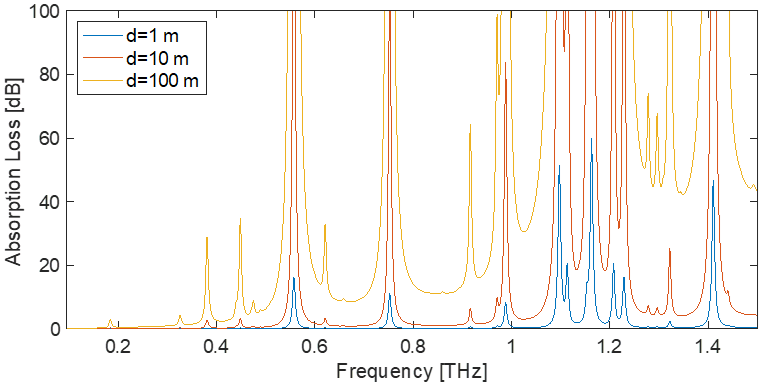 100
80
60
40
20
0
Absorption Loss [dB]
d=1 m
d=10 m
d=100 m
0.2
0.4
0.6
0.8
1
1.2
1.4
Frequency [THz]